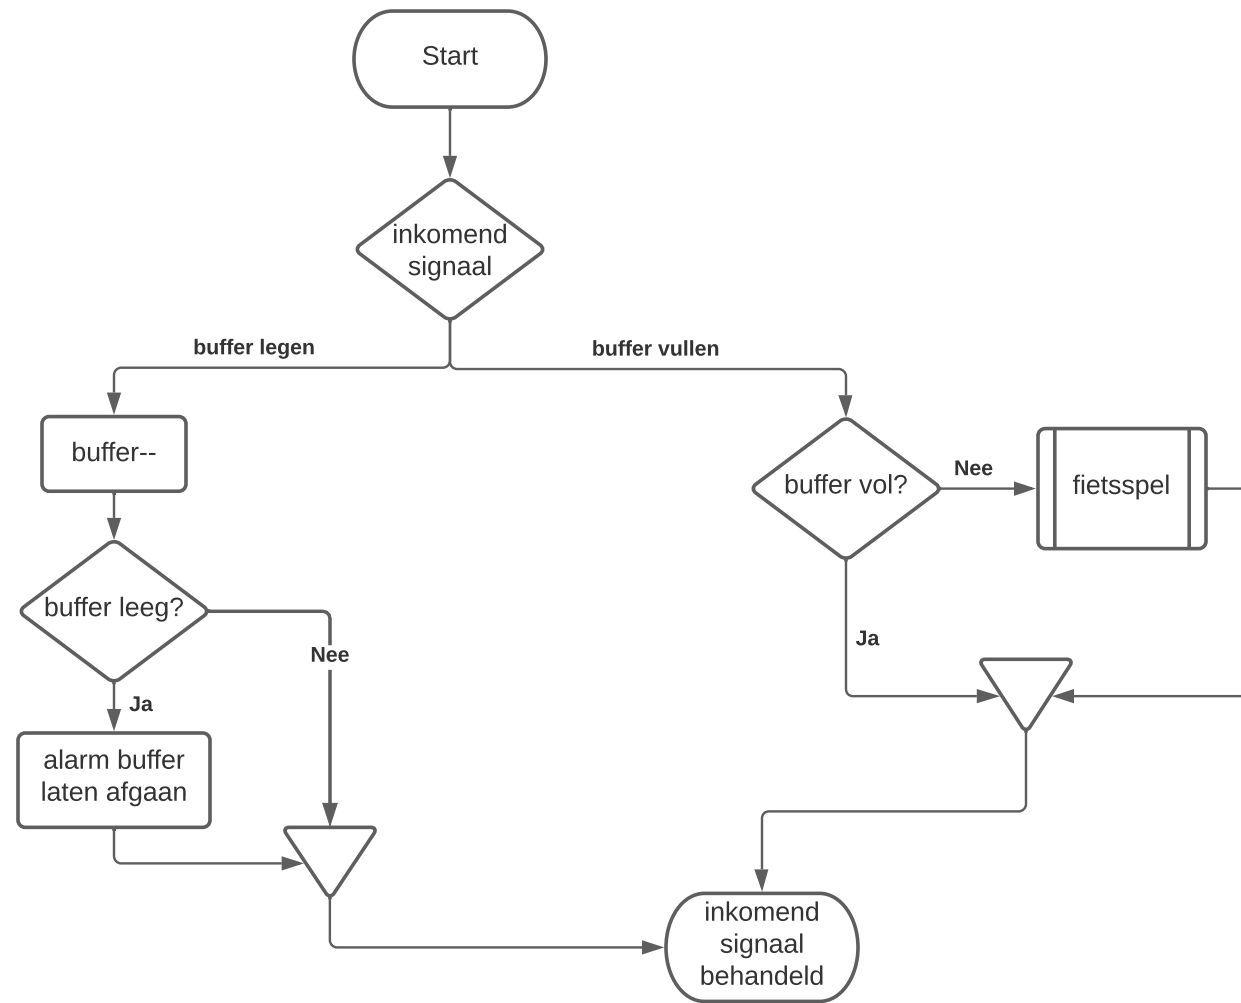 Start
inkomend
signaal
buffer legen
buffer vullen
buffer--
buffer vol?
Nee
fietsspel
buffer leeg?
Nee
Ja
Ja
alarm buffer
laten afgaan
inkomend
signaal
behandeld